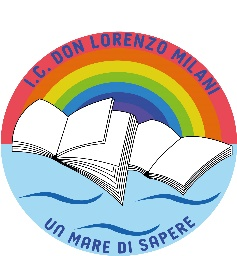 I.C. DON LORENZO MILANI
UN MARE DI SAPERE